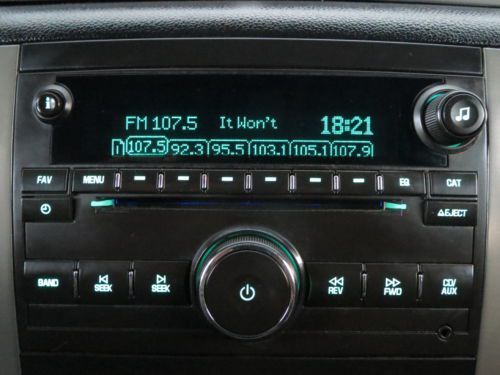 FM 107.5 It Won't 18:21
1 107.5 92.3 95.5 103.1 105.1 107.9
FAV MENU EQ CAT
EJECT
BAND SEEK SEEK REV FWD CD/AUX